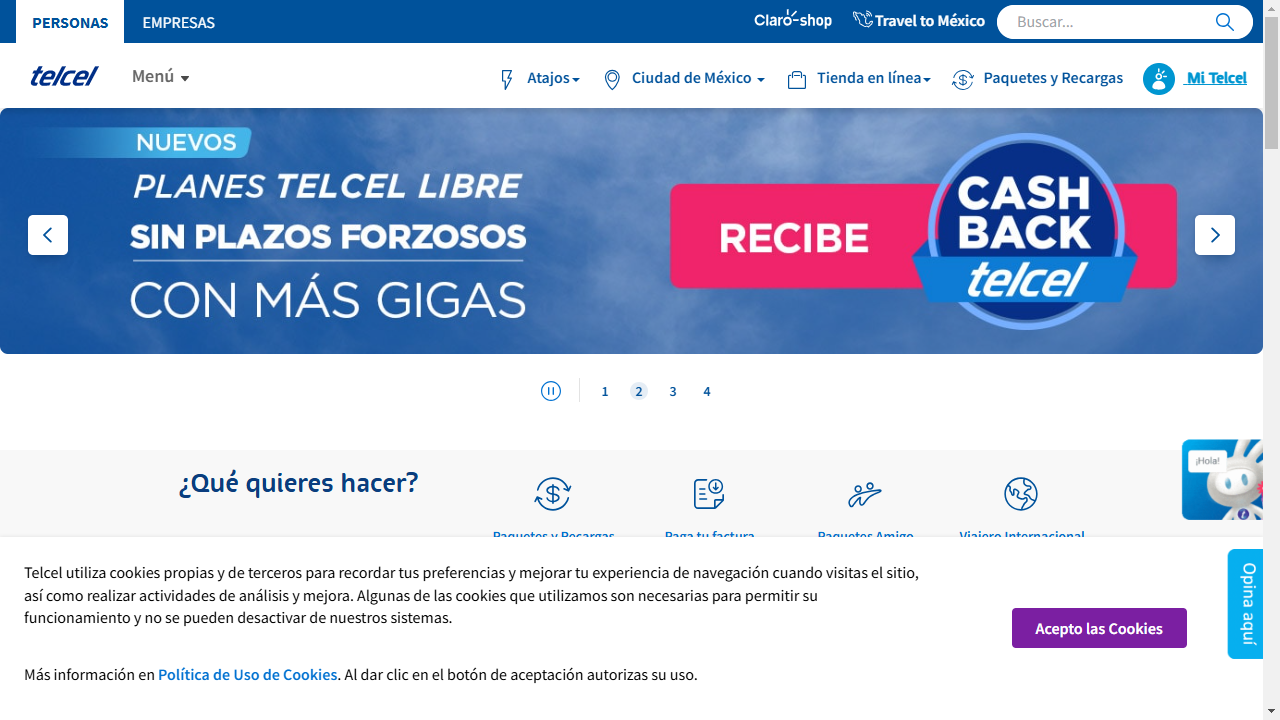 PERSONAS
EMPRESAS
Claro-shop
Travel to México
Buscar...
telcel
Menú
Atajos
Ciudad de México
Tienda en línea
Paquetes y Recargas
Mi Telcel
NUEVOS
PLANES TELCEL LIBRE
SIN PLAZOS FORZOSOS
CON MÁS GIGAS
RECIBE
CASH
BACK
telcel
1
2
3
4
¿Qué quieres hacer?
¡Hola!
Paquetes y Recargas
Paga tu factura
Paquetes Amigo
Viajero Internacional
Telcel utiliza cookies propias y de terceros para recordar tus preferencias y mejorar tu experiencia de navegación cuando visitas el sitio,
así como realizar actividades de análisis y mejora. Algunas de las cookies que utilizamos son necesarias para permitir su
funcionamiento y no se pueden desactivar de nuestros sistemas.
Acepto las Cookies
Opina aquí
Más información en Política de Uso de Cookies. Al dar clic en el botón de aceptación autorizas su uso.